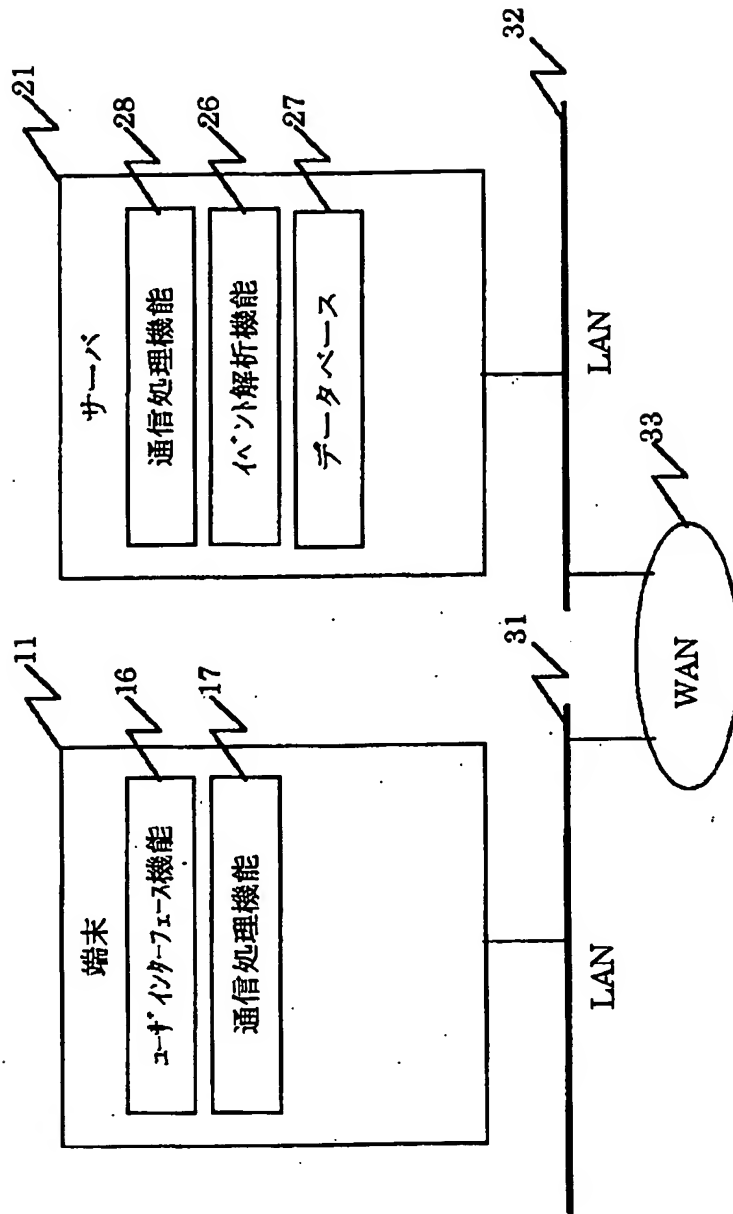 11
端末
16
ユーザインターフェース機能
17
通信処理機能
LAN
31
21
サーバ
28
通信処理機能
26
イベント解析機能
27
データベース
LAN
32
WAN
33